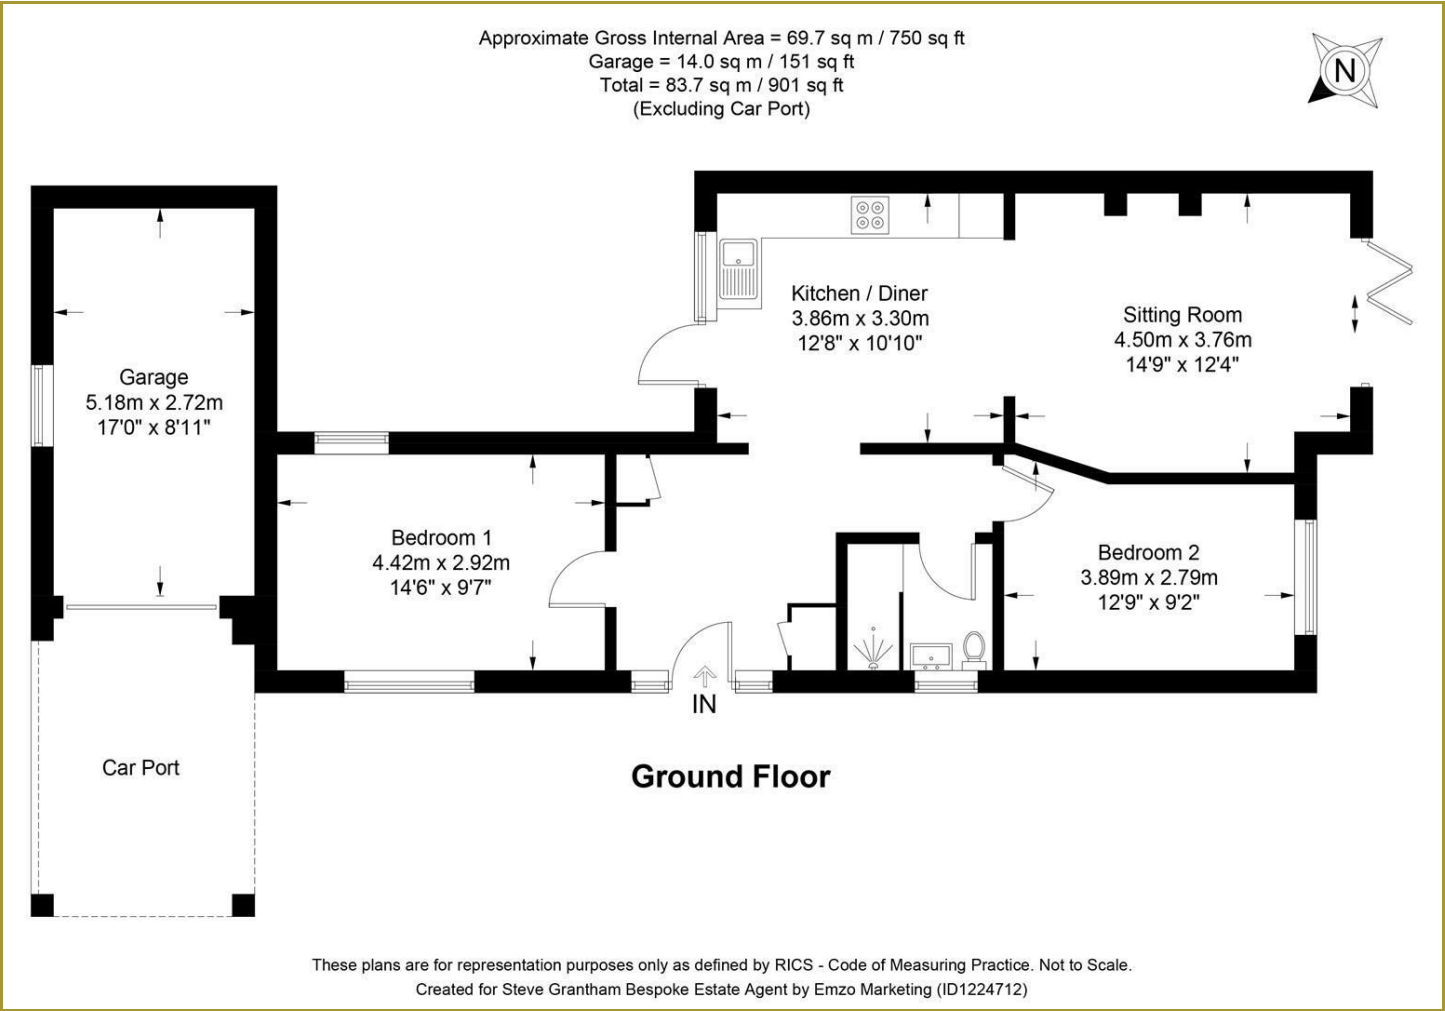 Approximate Gross Internal Area = 69.7 sq m / 750 sq ft
Garage = 14.0 sq m / 151 sq ft
Total = 83.7 sq m / 901 sq ft
(Excluding Car Port)
N
Kitchen / Diner
3.86m x 3.30m
12'8" x 10'10"
Sitting Room
4.50m x 3.76m
14'9" x 12'4"
Garage
5.18m x 2.72m
17'0" x 8'11"
Bedroom 1
4.42m x 2.92m
14'6" x 9'7"
Bedroom 2
3.89m x 2.79m
12'9" x 9'2"
IN
Car Port
Ground Floor
These plans are for representation purposes only as defined by RICS - Code of Measuring Practice. Not to Scale.
Created for Steve Grantham Bespoke Estate Agent by Emzo Marketing (ID1224712)